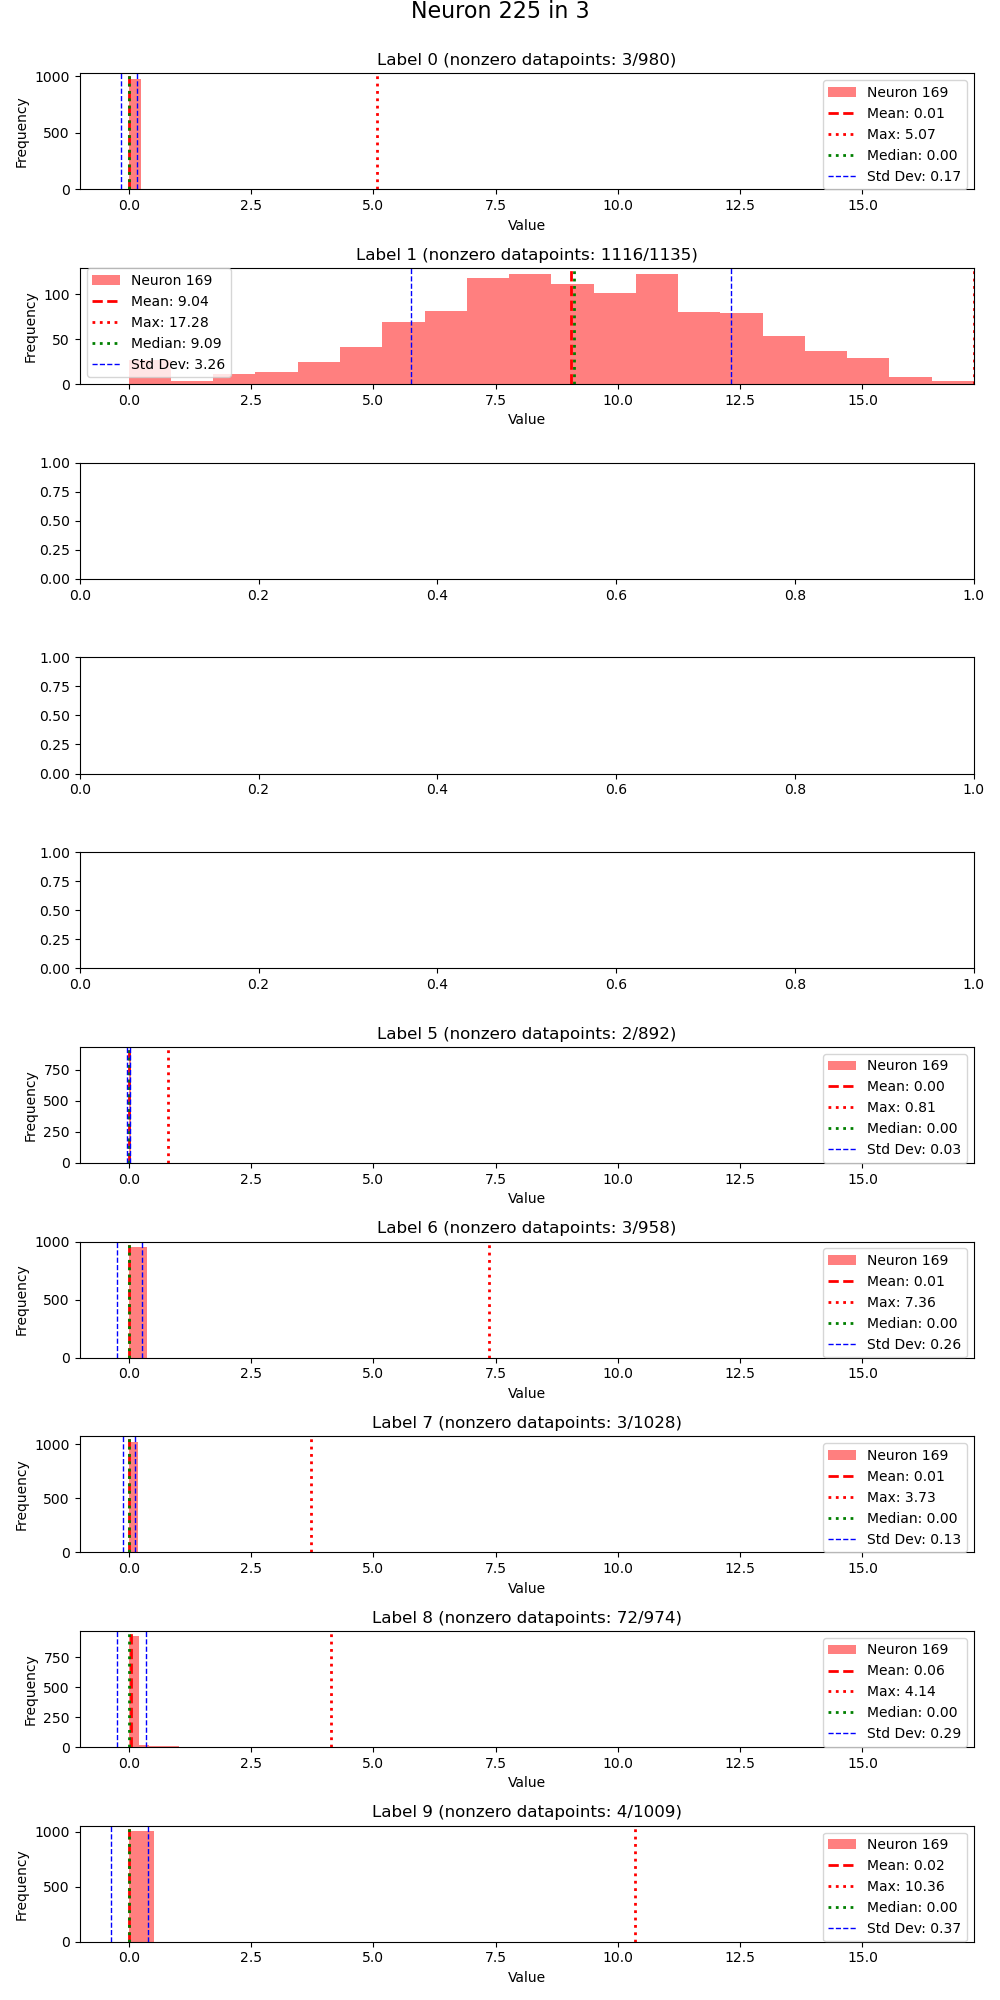 Neuron 225 in 3
Label 0 (nonzero datapoints: 3/980)
Frequency
1000
500
0
Neuron 169
Mean: 0.01
Max: 5.07
Median: 0.00
Std Dev: 0.17
0.0 2.5 5.0 7.5 10.0 12.5 15.0
Value
Label 1 (nonzero datapoints: 1116/1135)
Frequency
100
50
0
Neuron 169
Mean: 9.04
Max: 17.28
Median: 9.09
Std Dev: 3.26
0.0 2.5 5.0 7.5 10.0 12.5 15.0
Value
1.00
0.75
0.50
0.25
0.00
0.0 0.2 0.4 0.6 0.8 1.0
1.00
0.75
0.50
0.25
0.00
0.0 0.2 0.4 0.6 0.8 1.0
1.00
0.75
0.50
0.25
0.00
0.0 0.2 0.4 0.6 0.8 1.0
Label 5 (nonzero datapoints: 2/892)
Frequency
750
500
250
0
Neuron 169
Mean: 0.00
Max: 0.81
Median: 0.00
Std Dev: 0.03
0.0 2.5 5.0 7.5 10.0 12.5 15.0
Value
Label 6 (nonzero datapoints: 3/958)
Frequency
1000
500
0
Neuron 169
Mean: 0.01
Max: 7.36
Median: 0.00
Std Dev: 0.26
0.0 2.5 5.0 7.5 10.0 12.5 15.0
Value
Label 7 (nonzero datapoints: 3/1028)
Frequency
1000
500
0
Neuron 169
Mean: 0.01
Max: 3.73
Median: 0.00
Std Dev: 0.13
0.0 2.5 5.0 7.5 10.0 12.5 15.0
Value
Label 8 (nonzero datapoints: 72/974)
Frequency
750
500
250
0
Neuron 169
Mean: 0.06
Max: 4.14
Median: 0.00
Std Dev: 0.29
0.0 2.5 5.0 7.5 10.0 12.5 15.0
Value
Label 9 (nonzero datapoints: 4/1009)
Frequency
1000
500
0
Neuron 169
Mean: 0.02
Max: 10.36
Median: 0.00
Std Dev: 0.37
0.0 2.5 5.0 7.5 10.0 12.5 15.0
Value